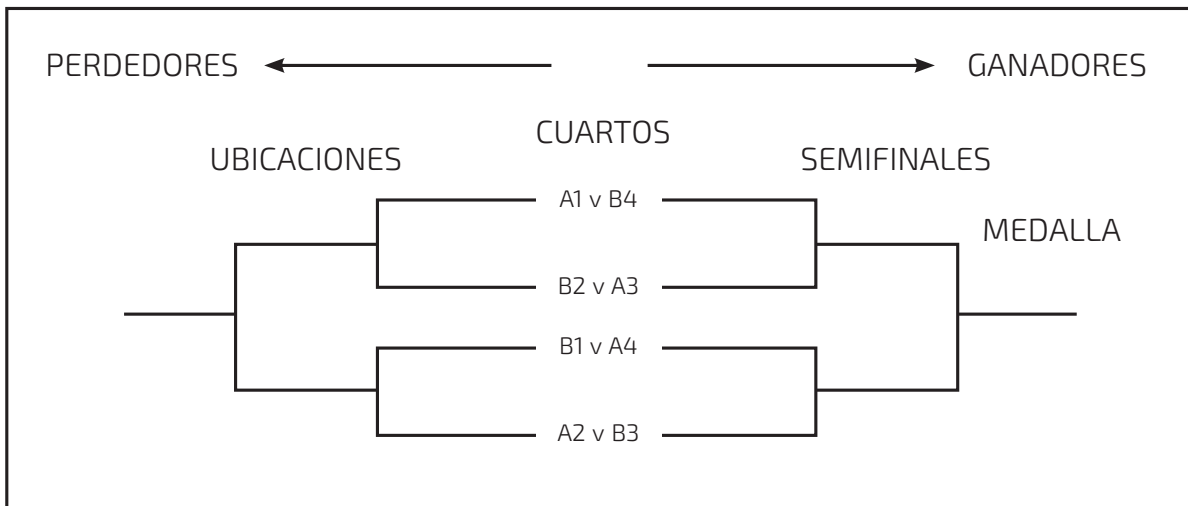 PERDEDORES GANADORES
CUARTOS
UBICACIONES SEMIFINALES
A1 v B4
MEDALLA
B2 v A3
B1 v A4
A2 v B3